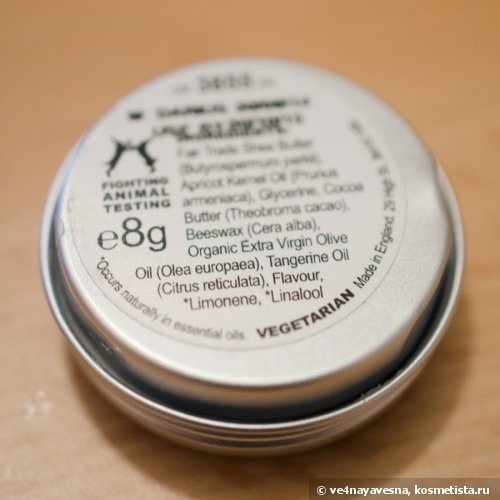 Fair Trade Shea Butter
(Butyrospermum parkii),
Apricot Kernel Oil (Prunus
armeniaca), Glycerine, Cocoa
Butter (Theobroma cacao),
Beeswax (Cera alba),
Organic Extra Virgin Olive
Oil (Olea europaea), Tangerine Oil
(Citrus reticulata), Flavour,
*Limonene, *Linalool
FIGHTING
ANIMAL
TESTING
e8g
*Occurs naturally in essential oils.
VEGETARIAN
Made in England.
© ve4nayavesna, kosmetista.ru